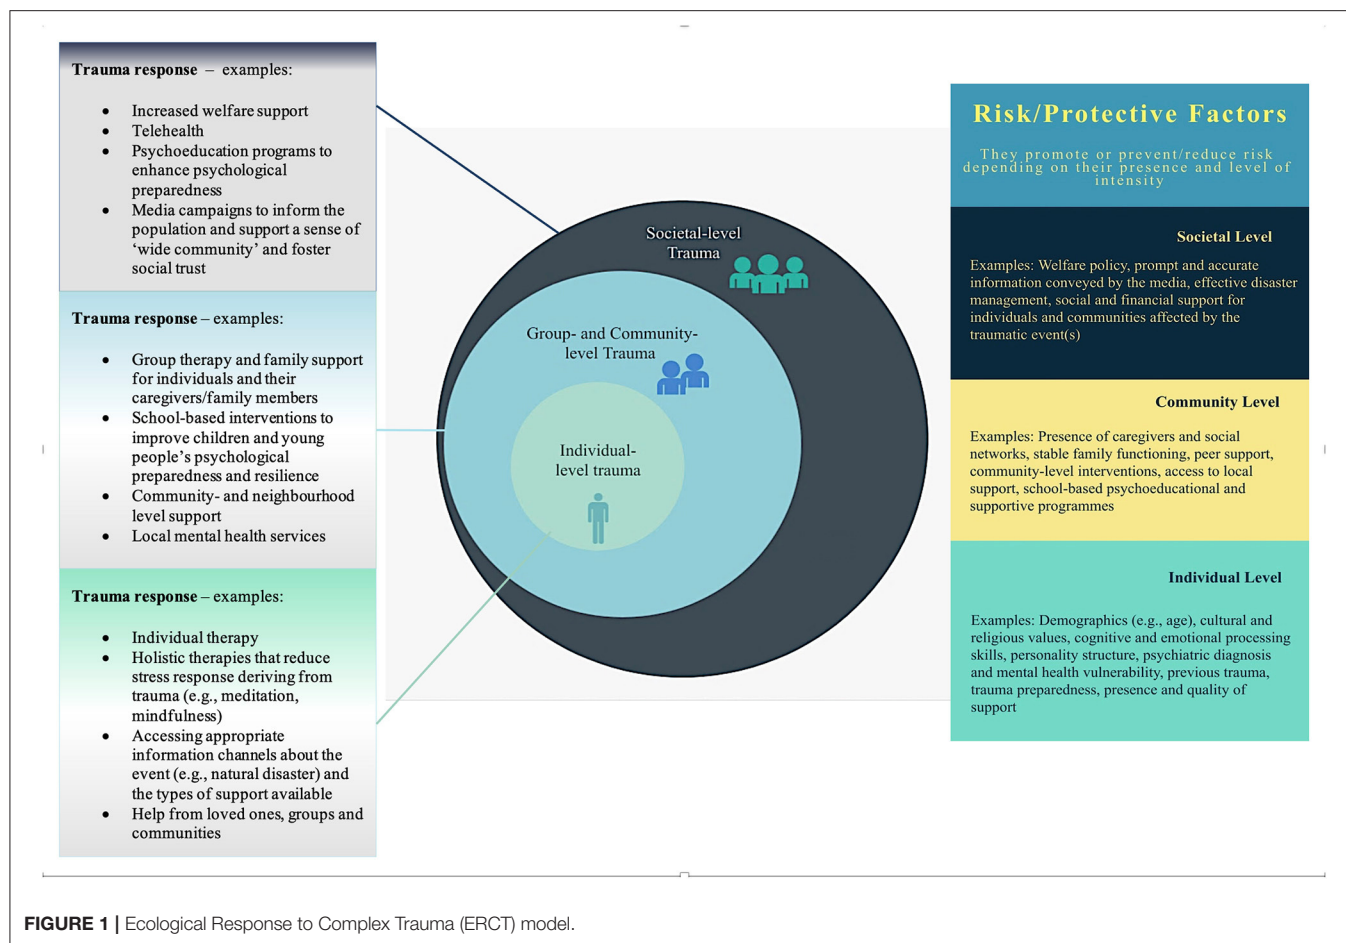 Trauma response – examples:
• Increased welfare support
• Telehealth
• Psychoeducation programs to
enhance psychological
preparedness
• Media campaigns to inform the
population and support a sense of
‘wide community’ and foster
social trust
Trauma response – examples:
• Group therapy and family support
for individuals and their
caregivers/family members
• School-based interventions to
improve children and young
people’s psychological
preparedness and resilience
• Community- and neighbourhood
level support
• Local mental health services
Trauma response – examples:
• Individual therapy
• Holistic therapies that reduce
stress response deriving from
trauma (e.g., meditation,
mindfulness)
• Accessing appropriate
information channels about the
event (e.g., natural disaster) and
the types of support available
• Help from loved ones, groups and
communities
Societal-level
Trauma
Group- and Community-
level Trauma
Individual-
level trauma
Risk/Protective Factors
They promote or prevent/reduce risk
depending on their presence and level of
intensity
Societal Level
Examples: Welfare policy, prompt and accurate
information conveyed by the media, effective disaster
management, social and financial support for
individuals and communities affected by the
traumatic event(s)
Community Level
Examples: Presence of caregivers and social
networks, stable family functioning, peer support,
community-level interventions, access to local
support, school-based psychoeducational and
supportive programmes
Individual Level
Examples: Demographics (e.g., age), cultural and
religious values, cognitive and emotional processing
skills, personality structure, psychiatric diagnosis
and mental health vulnerability, previous trauma,
trauma preparedness, presence and quality of
support
FIGURE 1 | Ecological Response to Complex Trauma (ERCT) model.